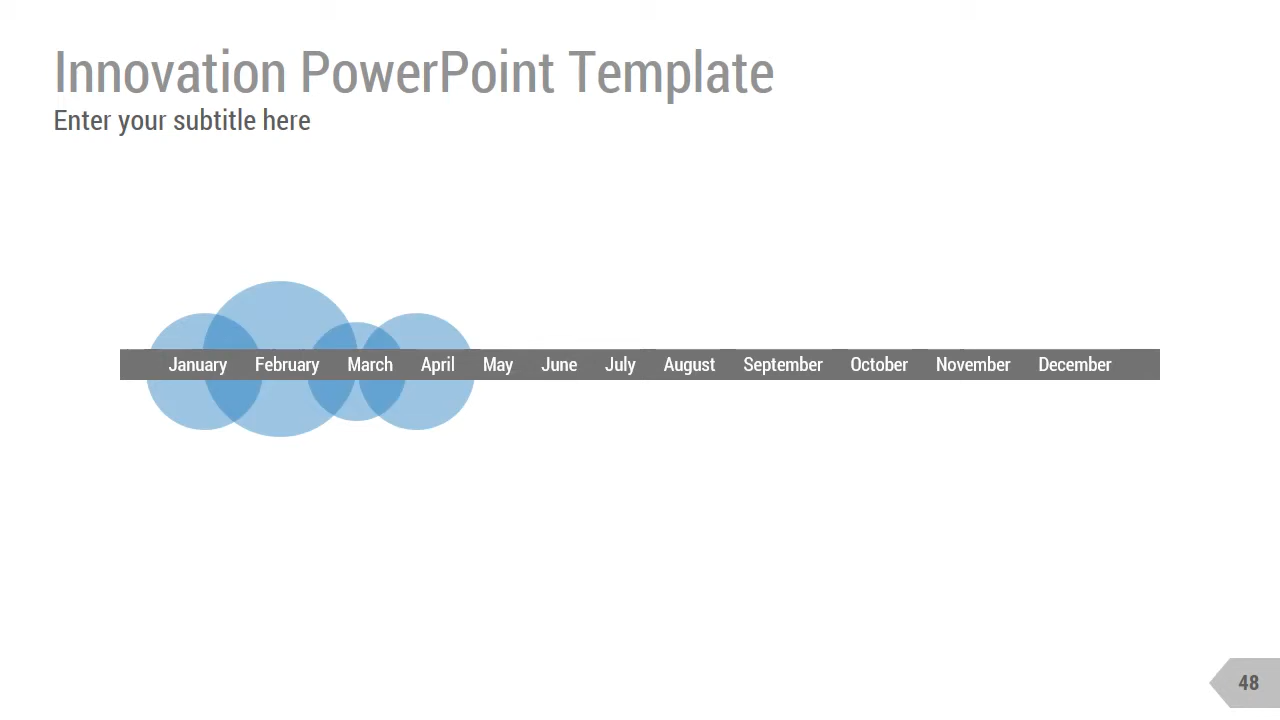 Innovation PowerPoint Template
Enter your subtitle here
January February March April May June July August September October November December
48